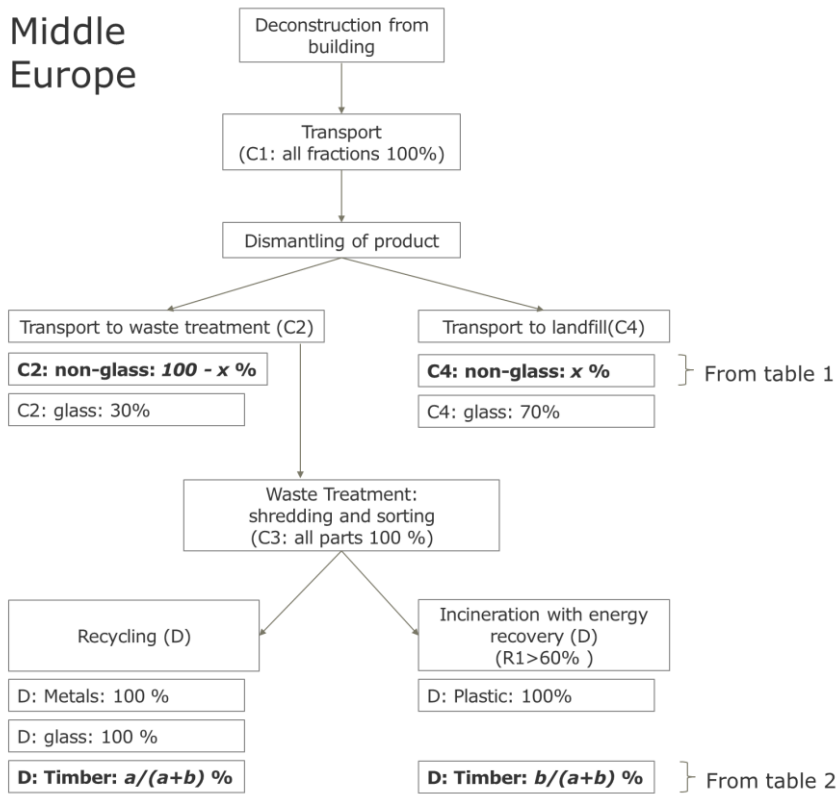 Middle
Europe
Deconstruction from
building
Transport
(C1: all fractions 100%)
Dismantling of product
Transport to waste treatment (C2)
Transport to landfill(C4)
C2: non-glass: 100 - x %
C4: non-glass: x %
From table 1
C2: glass: 30%
C4: glass: 70%
Waste Treatment:
shredding and sorting
(C3: all parts 100 %)
Recycling (D)
Incineration with energy
recovery (D)
(R1>60% )
D: Metals: 100 %
D: Plastic: 100%
D: glass: 100 %
D: Timber: a/(a+b) %
D: Timber: b/(a+b) %
From table 2